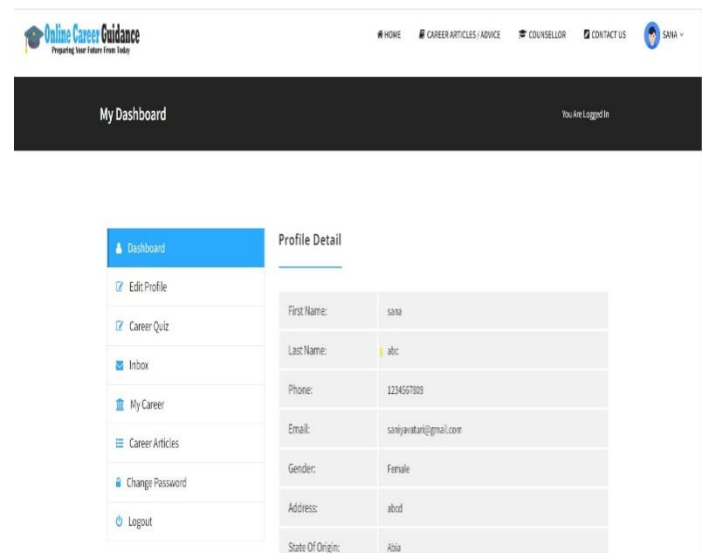 Online Career Guidance
Preparing Your Future From Today
HOME CAREER ARTICLES / ADVICE COUNSELLOR CONTACT US SANA
My Dashboard
You Are Logged In
Dashboard
Edit Profile
Career Quiz
Inbox
My Career
Career Articles
Change Password
Logout
Profile Detail
First Name: sana
Last Name: abc
Phone:
Email: saniyavatari@gmail.com
Gender: Female
Address: abcd
State Of Origin: Abia